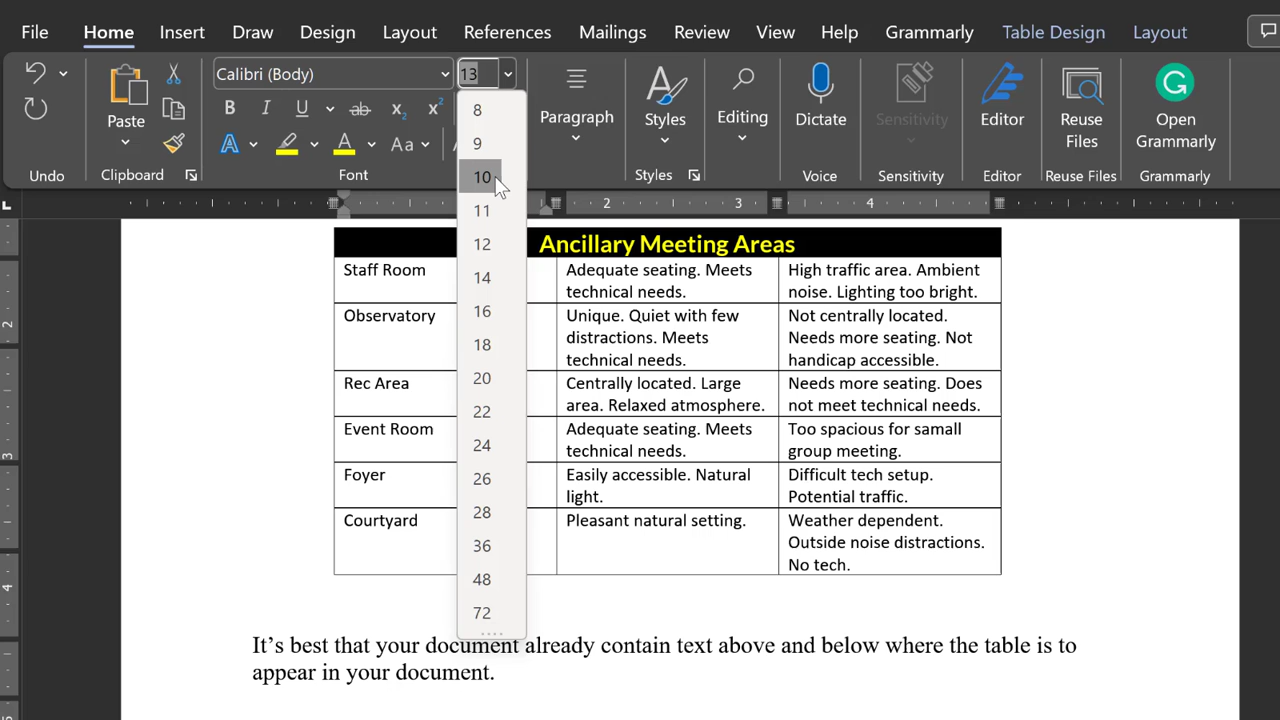 File Home Insert Draw Design Layout References Mailings Review View Help Grammarly Table Design Layout
Calibri (Body) 13
Paste Paragraph Styles Editing Dictate Sensitivity Editor Reuse Files Open Grammarly
Undo Clipboard Font Styles Voice Sensitivity Editor Reuse Files Grammarly
8
9
10
11
12
14
16
18
20
22
24
26
28
36
48
72
2 3 4
Ancillary Meeting Areas
Staff Room
Adequate seating. Meets
technical needs.
High traffic area. Ambient
noise. Lighting too bright.
Observatory
Unique. Quiet with few
distractions. Meets
technical needs.
Not centrally located.
Needs more seating. Not
handicap accessible.
Rec Area
Centrally located. Large
area. Relaxed atmosphere.
Needs more seating. Does
not meet technical needs.
Event Room
Adequate seating. Meets
technical needs.
Too spacious for samall
group meeting.
Foyer
Easily accessible. Natural
light.
Difficult tech setup.
Potential traffic.
Courtyard
Pleasant natural setting.
Weather dependent.
Outside noise distractions.
No tech.
It’s best that your document already contain text above and below where the table is to
appear in your document.